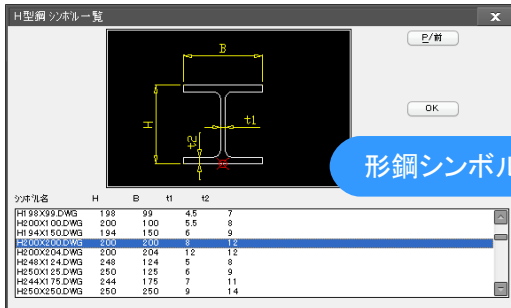 H型鋼 シンボル一覧
x
P/前
B
t1
H
t2
OK
形鋼シンボル
シンボル名 H B t1 t2
H198X99.DWG 198 99 4.5 7
H200X100.DWG 200 100 5.5 8
H194X150.DWG 194 150 6 9
H200X200.DWG 200 200 8 12
H200X204.DWG 200 204 12 12
H248X124.DWG 248 124 5 8
H250X125.DWG 250 125 6 9
H244X175.DWG 244 175 7 11
H250X250.DWG 250 250 9 14